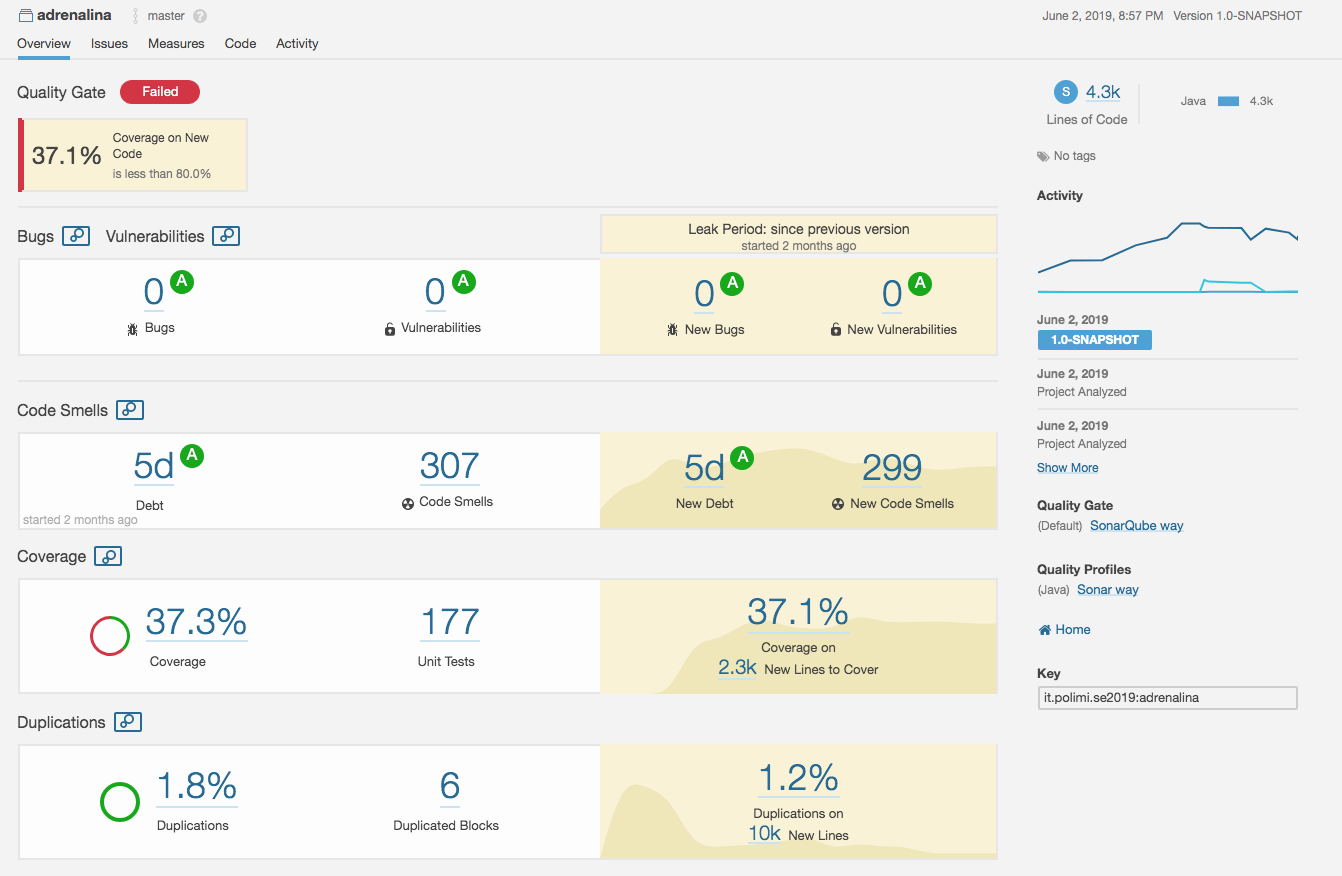 adrenalina master ? June 2, 2019, 8:57 PM Version 1.0-SNAPSHOT
Overview Issues Measures Code Activity
Quality Gate Failed
37.1% Coverage on New
Code
is less than 80.0%
Bugs Vulnerabilities
Leak Period: since previous version
started 2 months ago
0 A
Bugs
0 A
Vulnerabilities
0 A
New Bugs
0 A
New Vulnerabilities
Code Smells
5d A
Debt
started 2 months ago
307
Code Smells
5d A
New Debt
299
New Code Smells
Coverage
37.3%
Coverage
177
Unit Tests
37.1%
Coverage on
2.3k New Lines to Cover
Duplications
1.8%
Duplications
6
Duplicated Blocks
1.2%
Duplications on
10k New Lines
S 4.3k
Lines of Code
Java 4.3k
No tags
Activity
June 2, 2019
1.0-SNAPSHOT
June 2, 2019
Project Analyzed
June 2, 2019
Project Analyzed
Show More
Quality Gate
(Default) SonarQube way
Quality Profiles
(Java) Sonar way
Home
Key
it.polimi.se2019:adrenalina